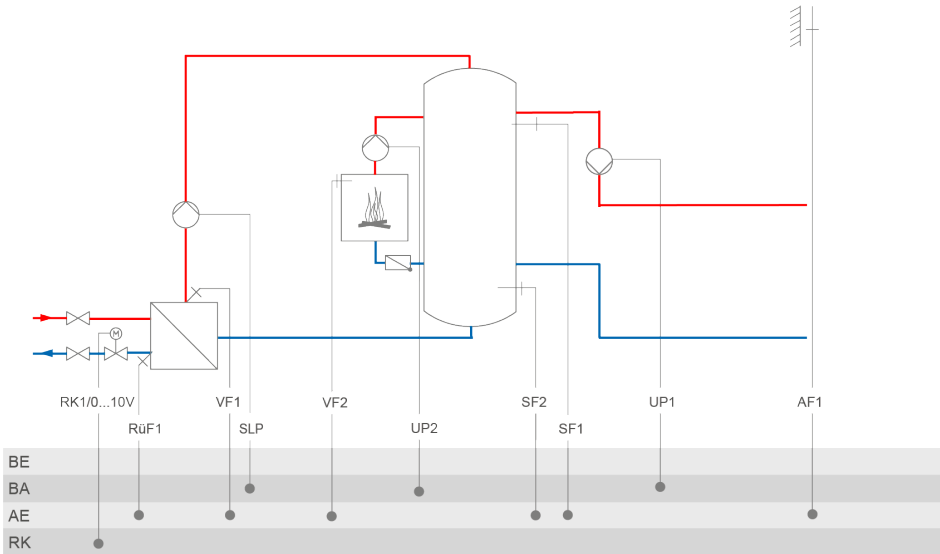 M
RK1/0...10V
VF1
VF2
SF2
UP1
AF1
RüF1
SLP
UP2
SF1
BE
BA
AE
RK